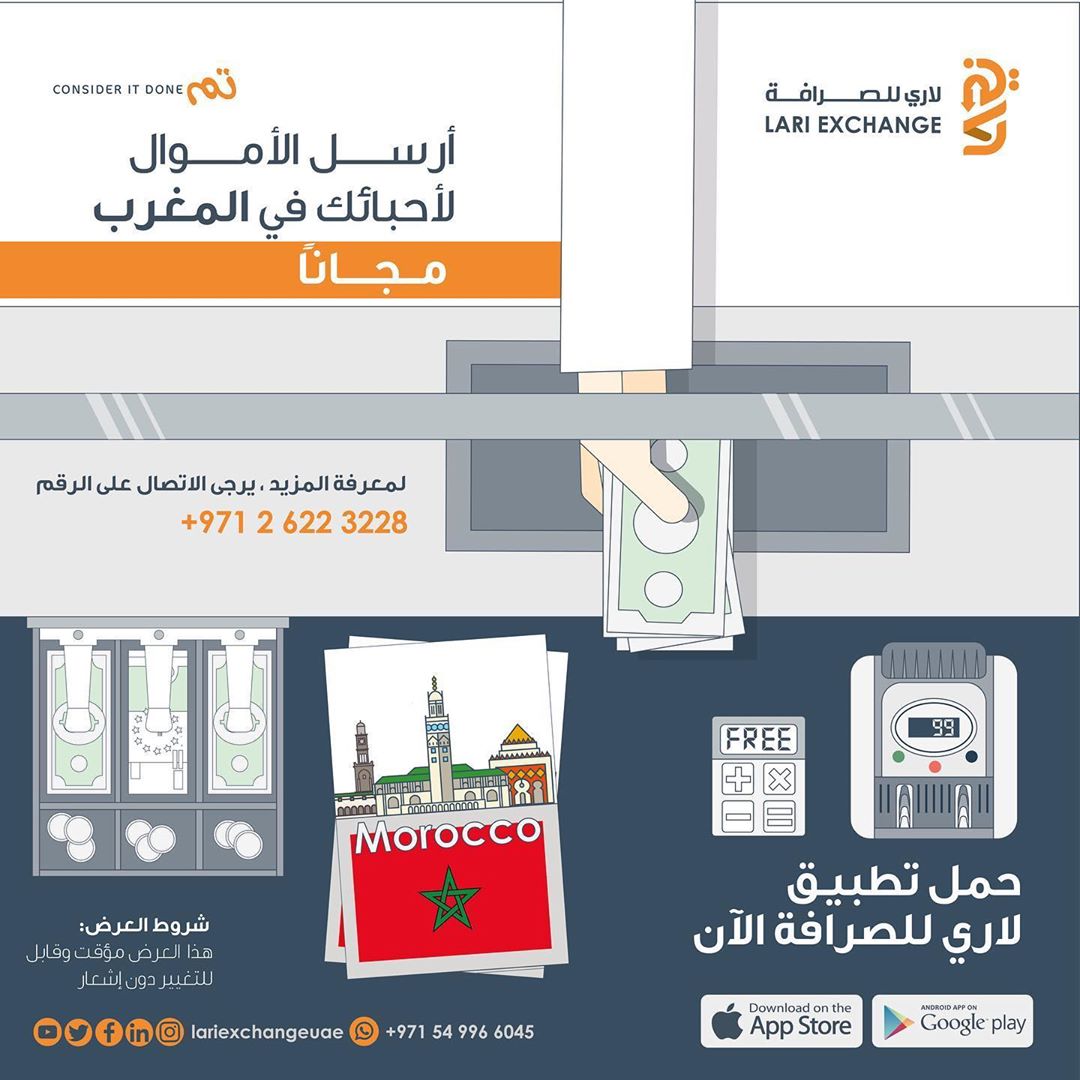 CONSIDER IT DONE تم
لاري للصرافة
LARI EXCHANGE
أرسل الأموال
لأحبائك في المغرب
مجاناً
لمعرفة المزيد ، يرجى الاتصال على الرقم
+971 2 622 3228
99
FREE
Morocco
حمل تطبيق
لاري للصرافة الآن
شروط العرض:
هذا العرض مؤقت وقابل
للتغيير دون إشعار
lariexchangeuae +971 54 996 6045
Download on the
App Store
ANDROID APP ON
Google play